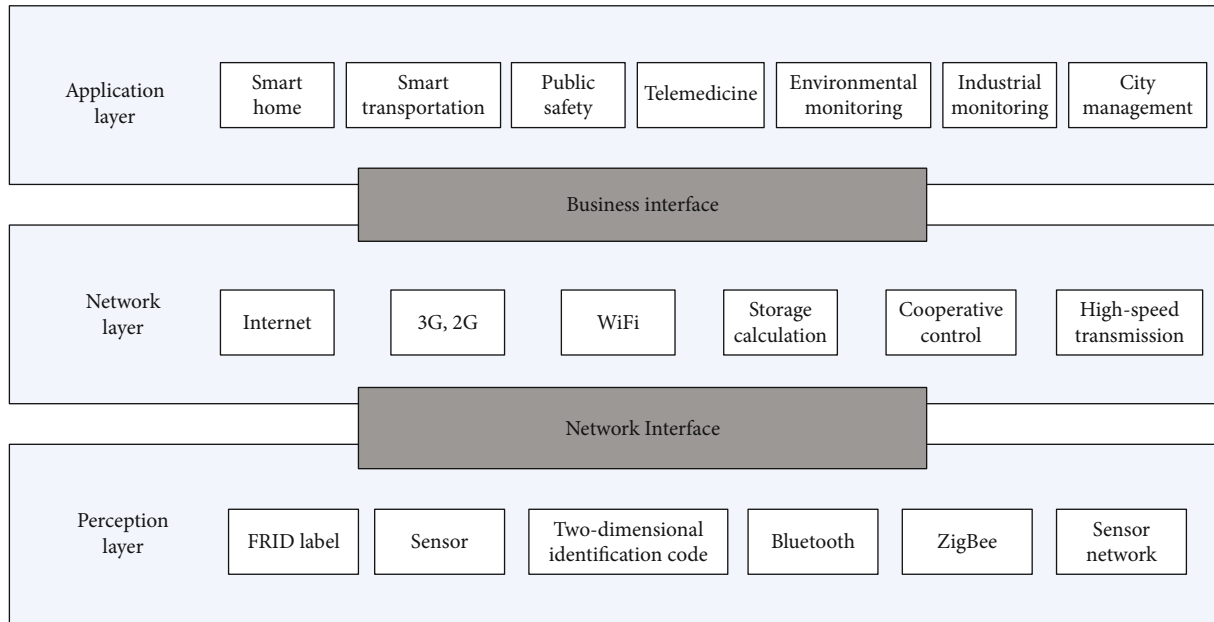 Application
layer
Smart
home
Smart
transportation
Public
safety
Telemedicine
Environmental
monitoring
Industrial
monitoring
City
management
Business interface
Network
layer
Internet
3G, 2G
WiFi
Storage
calculation
Cooperative
control
High-speed
transmission
Network Interface
Perception
layer
FRID label
Sensor
Two-dimensional
identification code
Bluetooth
ZigBee
Sensor
network